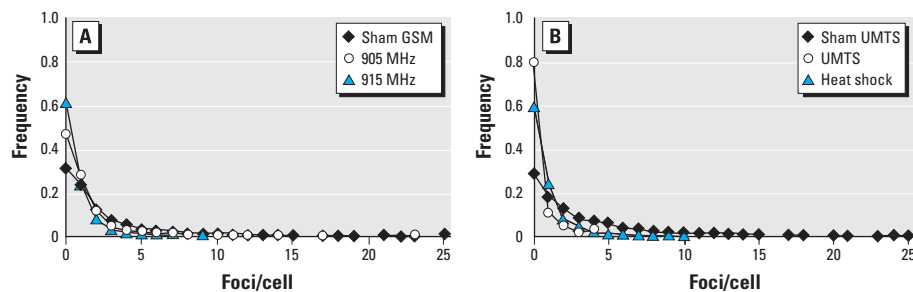 A
Sham GSM
905 MHz
915 MHz
Frequency
1.0
0.8
0.6
0.4
0.2
0
0 5 10 15 20 25
Foci/cell
B
Sham UMTS
UMTS
Heat shock
Frequency
1.0
0.8
0.6
0.4
0.2
0
0 5 10 15 20 25
Foci/cell